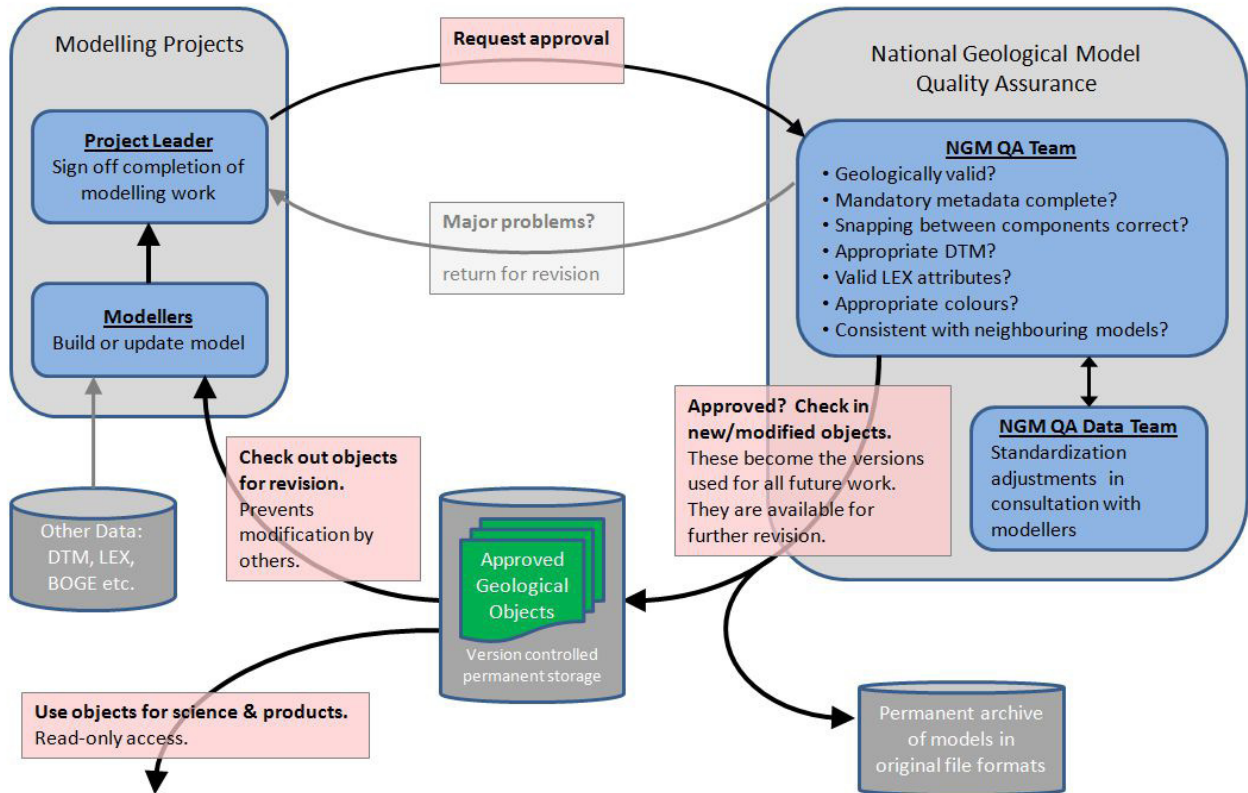 Modelling Projects
Project Leader
Sign off completion of
modelling work
Modellers
Build or update model
Other Data:
DTM, LEX,
BOGE etc.
Request approval
Major problems?
return for revision
National Geological Model
Quality Assurance
NGM QA Team
• Geologically valid?
• Mandatory metadata complete?
• Snapping between components correct?
• Appropriate DTM?
• Valid LEX attributes?
• Appropriate colours?
• Consistent with neighbouring models?
NGM QA Data Team
Standardization
adjustments in
consultation with
modellers
Approved? Check in
new/modified objects.
These become the versions
used for all future work.
They are available for
further revision.
Check out objects
for revision.
Prevents
modification by
others.
Approved
Geological
Objects
Version controlled
permanent storage
Use objects for science & products.
Read-only access.
Permanent archive
of models in
original file formats